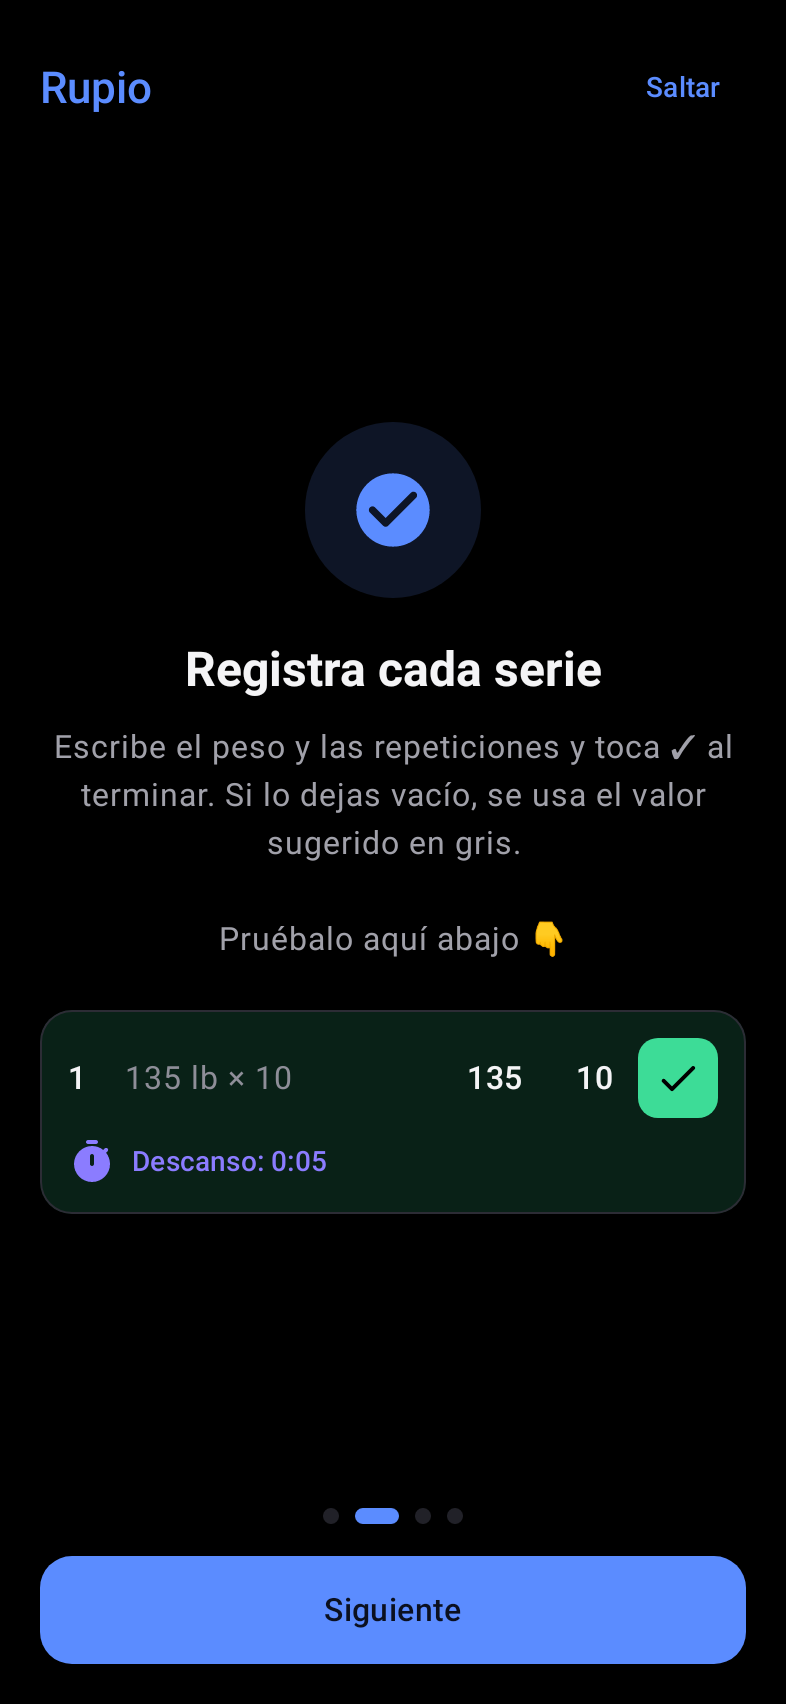 Rupio
Saltar
Registra cada serie
Escribe el peso y las repeticiones y toca ✓ al
terminar. Si lo dejas vacío, se usa el valor
sugerido en gris.
Pruébalo aquí abajo 👇
1 135 lb × 10 135 10
Descanso: 0:05
Siguiente